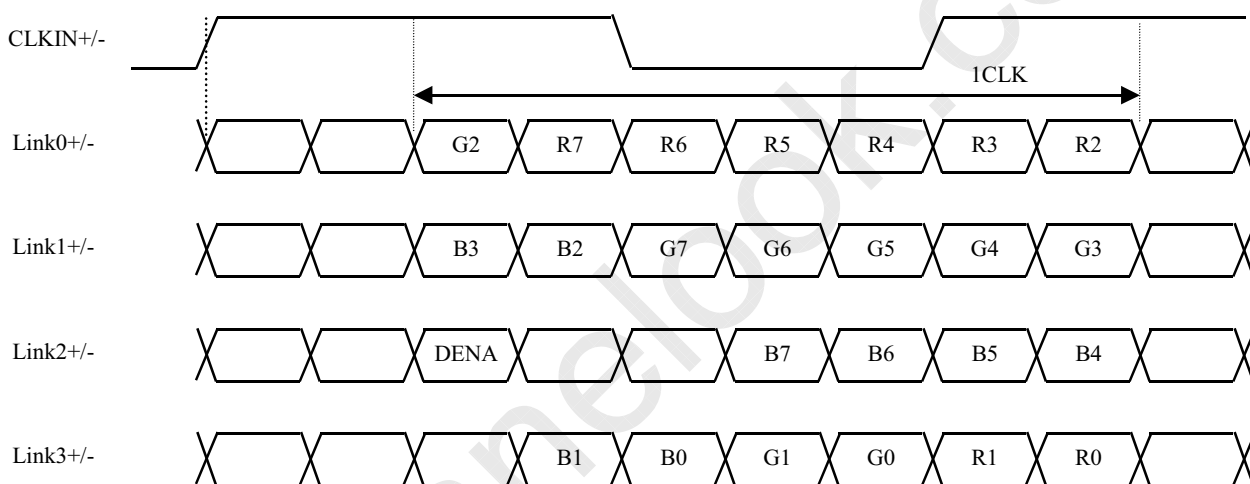 CLKIN+/-
1CLK
Link0+/- G2 R7 R6 R5 R4 R3 R2
Link1+/- B3 B2 G7 G6 G5 G4 G3
Link2+/- DENA B7 B6 B5 B4
Link3+/- B1 B0 G1 G0 R1 R0